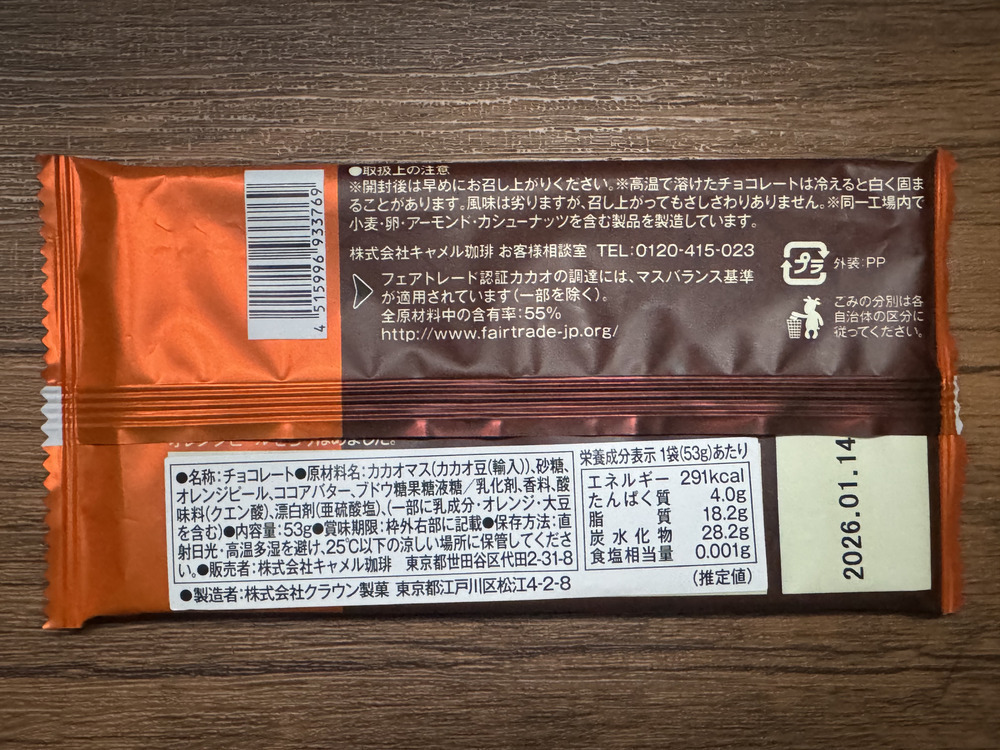 ●取扱上の注意
※開封後は早めにお召し上がりください。※高温で溶けたチョコレートは冷えると白く固ま
ることがあります。風味は劣りますが、召し上がってもさしさわりありません。※同一工場内で
小麦・卵・アーモンド・カシューナッツを含む製品を製造しています。
株式会社キャメル珈琲 お客様相談室 TEL:0120-415-023
フェアトレード認証カカオの調達には、マスバランス基準
が適用されています(一部を除く)。
全原材料中の含有率:55%
http://www.fairtrade-jp.org/
プラ
外装:PP
ごみの分別は各
自治体の区分に
従ってください。
4 515996 933769
●名称:チョコレート●原材料名:カカオマス(カカオ豆(輸入))、砂糖、
オレンジピール、ココアバター、ブドウ糖果糖液糖/乳化剤、香料、酸
味料(クエン酸)、漂白剤(亜硫酸塩)、(一部に乳成分・オレンジ・大豆
を含む)●内容量:53g●賞味期限:枠外右部に記載●保存方法:直
射日光・高温多湿を避け、25℃以下の涼しい場所に保管してくださ
い。●販売者:株式会社キャメル珈琲 東京都世田谷区代田2-31-8
●製造者:株式会社クラウン製菓 東京都江戸川区松江4-2-8
栄養成分表示 1袋(53g)あたり
エネルギー 291kcal
たんぱく質 4.0g
脂質 18.2g
炭水化物 28.2g
食塩相当量 0.001g
(推定値)
2026.01.14